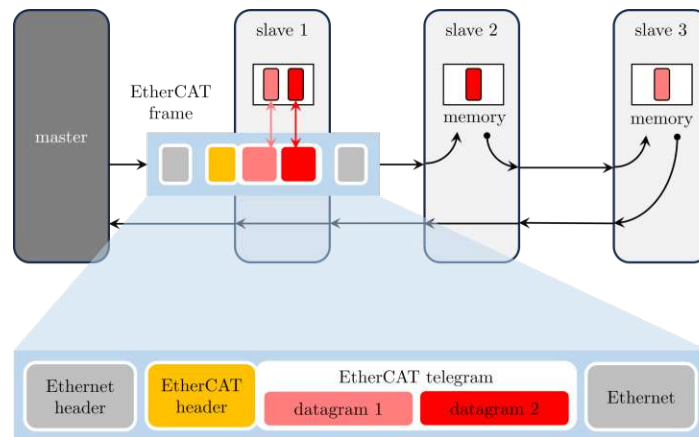 slave 1
slave 2
slave 3
EtherCAT
frame
master
memory
memory
Ethernet
header
EtherCAT
header
EtherCAT telegram
datagram 1
datagram 2
Ethernet